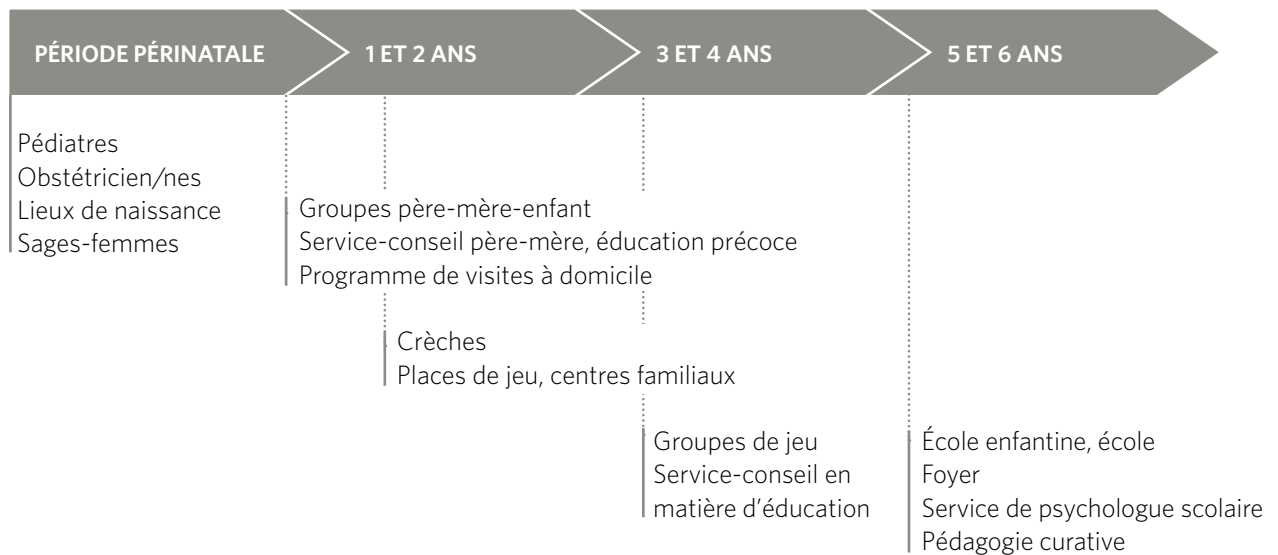 PÉRIODE PÉRINATALE
1 ET 2 ANS
3 ET 4 ANS
5 ET 6 ANS
Pédiatres
Obstétricien/nes
Lieux de naissance
Sages-femmes
Groupes père-mère-enfant
Service-conseil père-mère, éducation précoce
Programme de visites à domicile
Crèches
Places de jeu, centres familiaux
Groupes de jeu
Service-conseil en
matière d'éducation
École enfantine, école
Foyer
Service de psychologue scolaire
Pédagogie curative